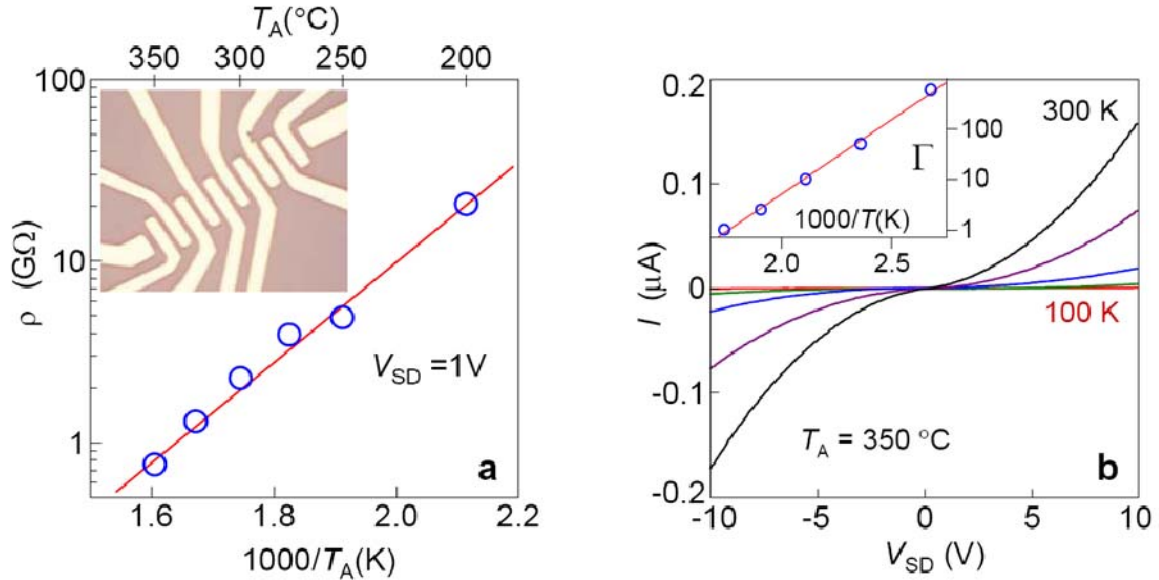 T_A(°C)
350 300 250 200
100
10
1
ρ (GΩ)
V_SD =1V
a
1.6 1.8 2.0 2.2
1000/T_A(K)
0.2
0.1
0
-0.1
-0.2
I (μA)
300 K
Γ
100
10
1
1000/T(K)
2.0 2.5
100 K
T_A = 350 °C
b
-10 -5 0 5 10
V_SD (V)